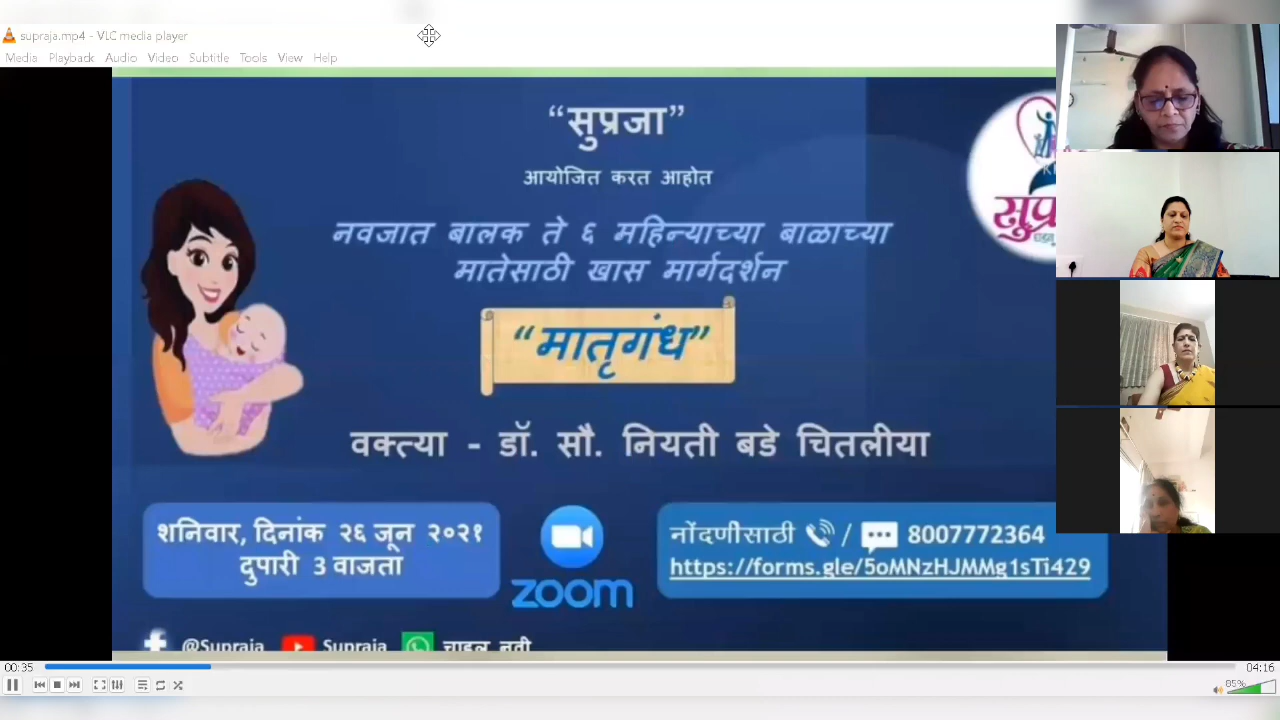 supraja.mp4 - VLC media player
Media Playback Audio Video Subtitle Tools View Help
“सुप्रजा”
आयोजित करत आहोत
नवजात बालक ते ६ महिन्याच्या बाळाच्या
मातेसाठी खास मार्गदर्शन
“मातृगंध”
वक्त्या - डॉ. सौ. नियती बडे चितलीया
शनिवार, दिनांक २६ जून २०२१
दुपारी 3 वाजता
zoom
नोंदणीसाठी / 8007772364
https://forms.gle/5oMNzHJMMg1sTi429
@Supraja Supraja
00:35
04:16
85%